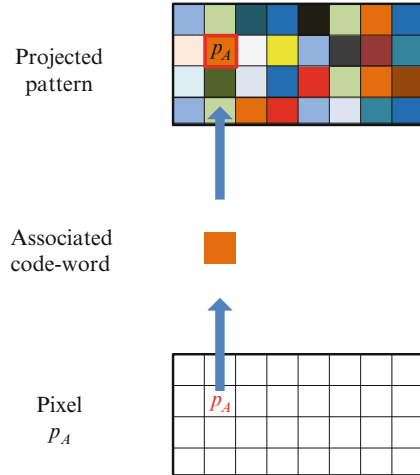 Projected
pattern
p_A
Associated
code-word
Pixel
p_A
p_A